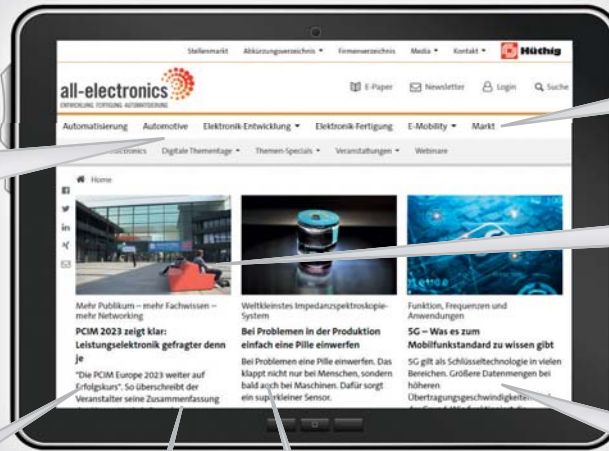 Stellenmarkt Abkürzungsverzeichnis Firmenverzeichnis Media Kontakt Hüthig
all-electronics
ENTWICKLUNG. FERTIGUNG. AUTOMATISIERUNG
E-Paper Newsletter Login Suche
Automatisierung Automotive Elektronik-Entwicklung Elektronik-Fertigung E-Mobility Markt
Digitale Thementage Themen-Specials Veranstaltungen Webinare
Home
Mehr Publikum – mehr Fachwissen –
mehr Networking
PCIM 2023 zeigt klar:
Leistungselektronik gefragter denn
je
"Die PCIM Europe 2023 weiter auf
Erfolgskurs". So überschreibt der
Veranstalter seine Zusammenfassung
Weltkleinstes Impedanzspektroskopie-
System
Bei Problemen in der Produktion
einfach eine Pille einwerfen
Bei Problemen eine Pille einwerfen. Das
klappt nicht nur bei Menschen, sondern
bald auch bei Maschinen. Dafür sorgt
ein superkleiner Sensor.
Funktion, Frequenzen und
Anwendungen
5G – Was es zum
Mobilfunkstandard zu wissen gibt
5G gilt als Schlüsseltechnologie in vielen
Bereichen. Größere Datenmengen bei
höheren
Übertragungsgeschwindigkeiten